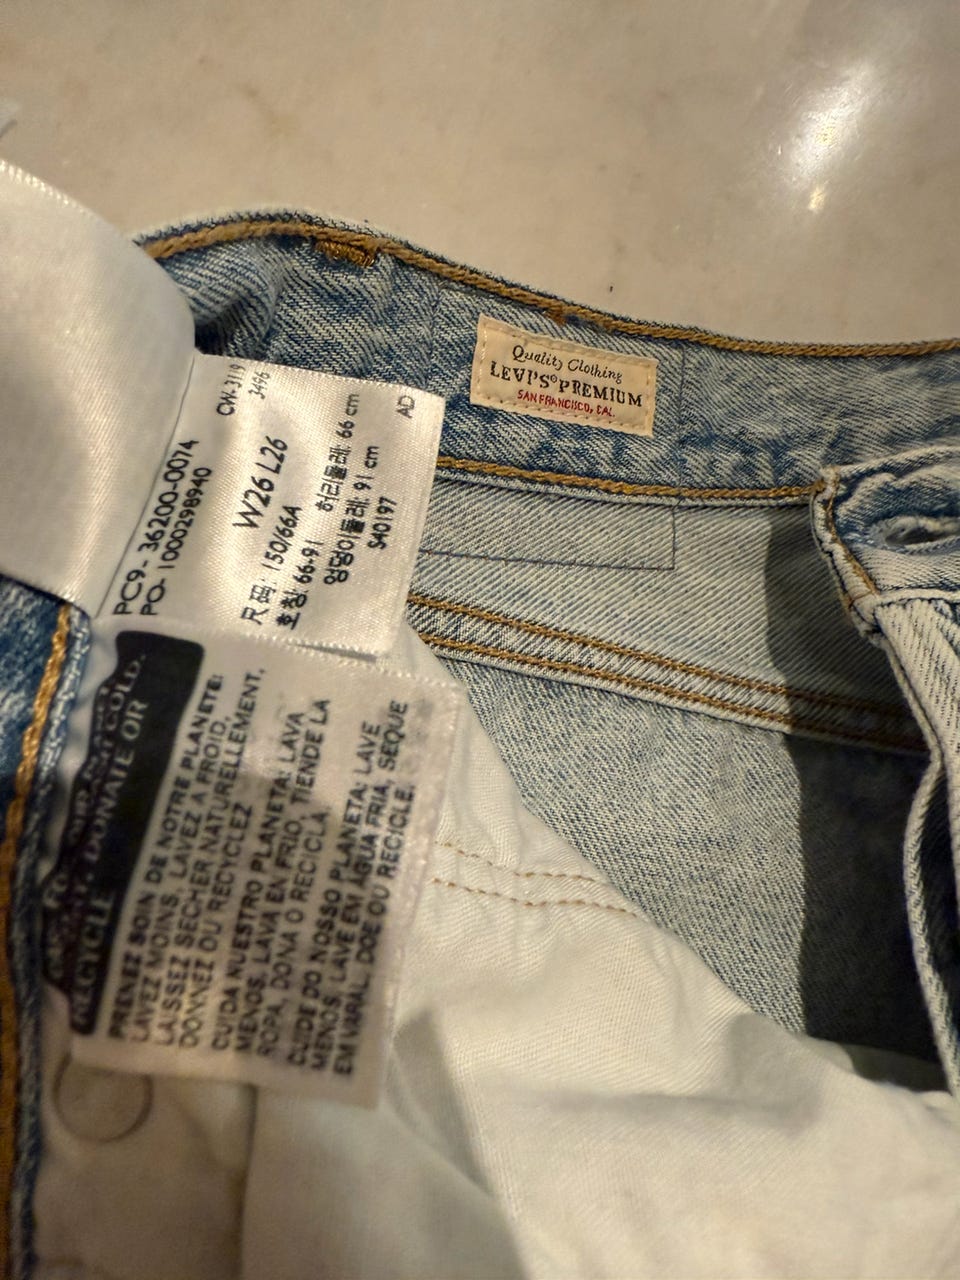 Quality Clothing
LEVI'S® PREMIUM
SAN FRANCISCO, CAL.
CW-3119
3496
PC9- 36200-0074
PO- 1000298940
W26 L26
尺码: 150/66A
호칭: 66-91
허리둘레: 66 cm
엉덩이둘레: 91 cm
S40197
AD
COLD.
DONATE OR
RECYCLE.
PRENEZ SOIN DE NOTRE PLANETE:
LAVEZ MOINS, LAVEZ A FROID,
LAISSEZ SECHER NATURELLEMENT,
DONNEZ OU RECYCLEZ
CUIDA NUESTRO PLANETA: LAVA
MENOS, LAVA EN FRIO, TIENDE LA
ROPA, DONA O RECICLA.
CUIDE DO NOSSO PLANETA: LAVE
MENOS, LAVE EM ÁGUA FRIA, SEQUE
EM VARAL, DOE OU RECICLE.